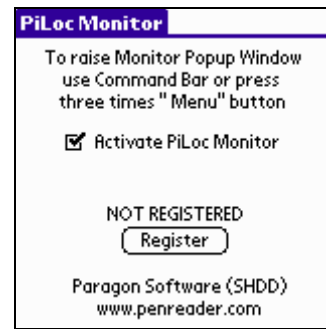 PiLoc Monitor
To raise Monitor Popup Window
use Command Bar or press
three times " Menu" button
Activate PiLoc Monitor
NOT REGISTERED
Register
Paragon Software (SHDD)
www.penreader.com